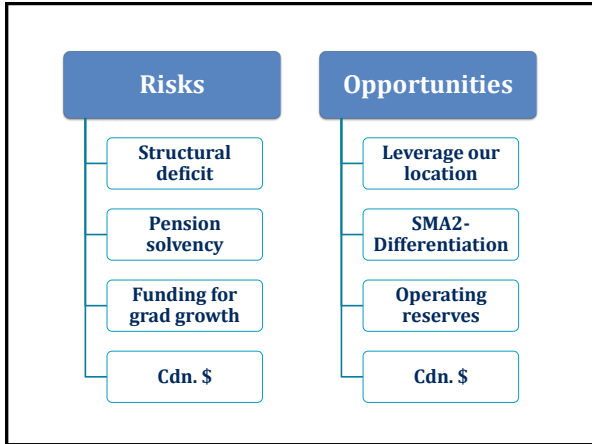 Risks
Structural
deficit
Pension
solvency
Funding for
grad growth
Cdn. $
Opportunities
Leverage our
location
SMA2-
Differentiation
Operating
reserves
Cdn. $